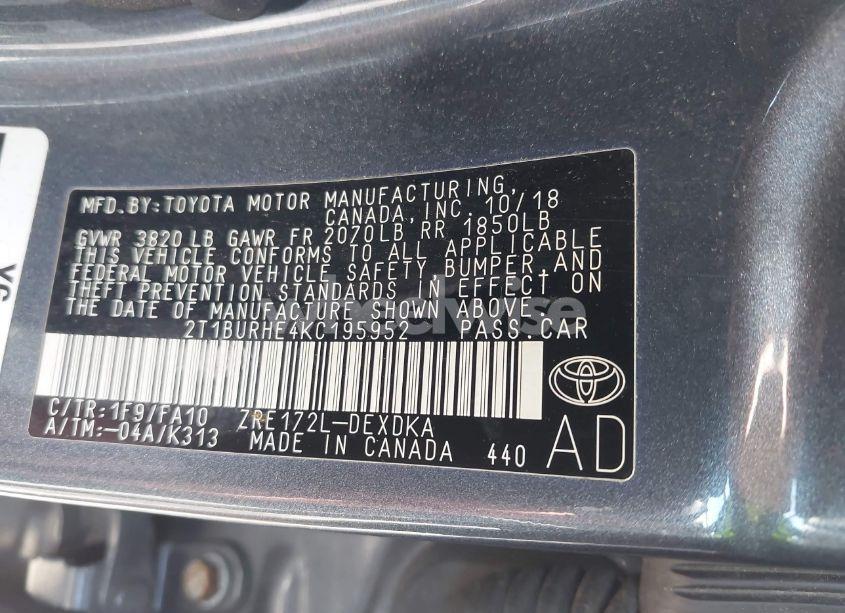 MFD.BY:TOYOTA MOTOR MANUFACTURING,
CANADA, INC. 10/18
GVWR 3820 LB GAWR FR 2070LB RR 1850LB
THIS VEHICLE CONFORMS TO ALL APPLICABLE
FEDERAL MOTOR VEHICLE SAFETY, BUMPER, AND
THEFT PREVENTION STANDARDS IN EFFECT ON
THE DATE OF MANUFACTURE SHOWN ABOVE.
2T1BURHE4KC195952 PASS.CAR
C/TR:1F9/FA10 ZRE172L-DEXDKA
A/TM:-04A/K313 MADE IN CANADA 440
AD